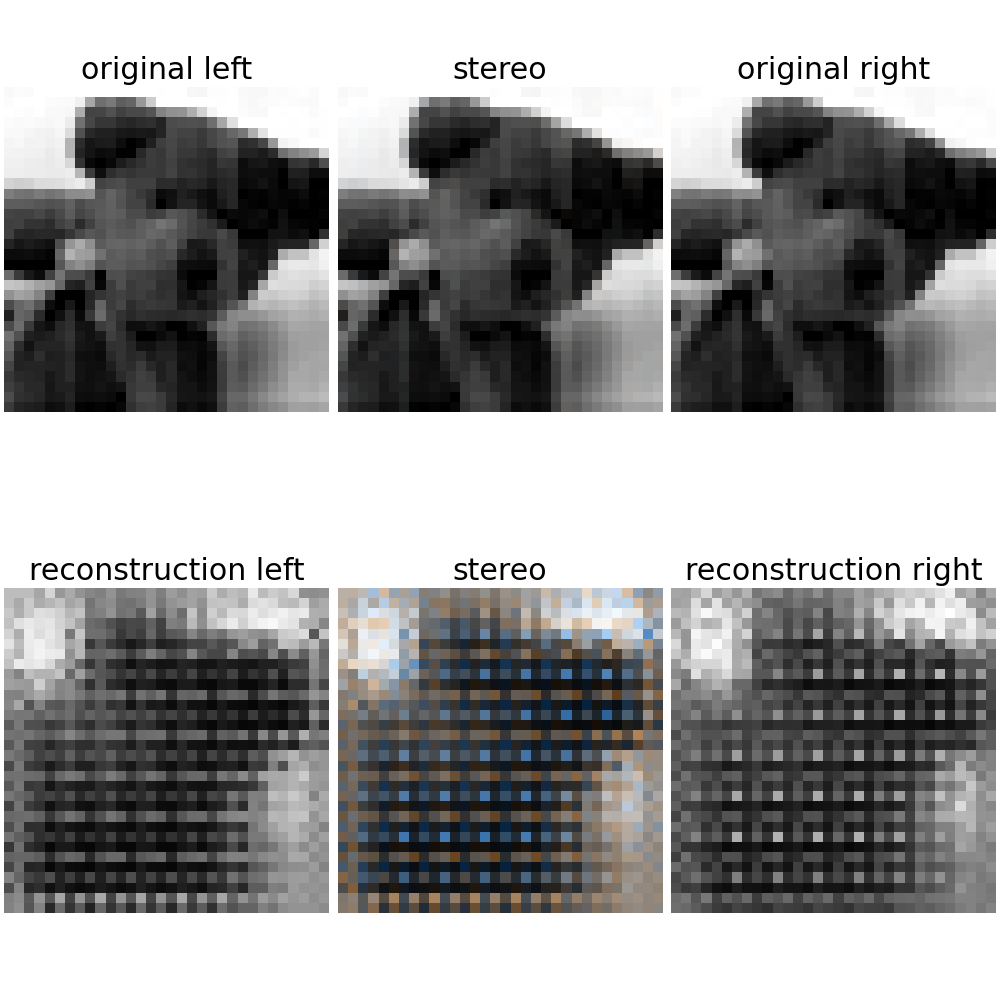 original left
stereo
original right
reconstruction left
stereo
reconstruction right